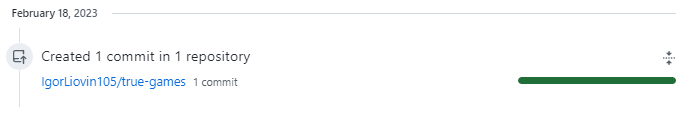 February 18, 2023
Created 1 commit in 1 repository
IgorLiovin105/true-games 1 commit